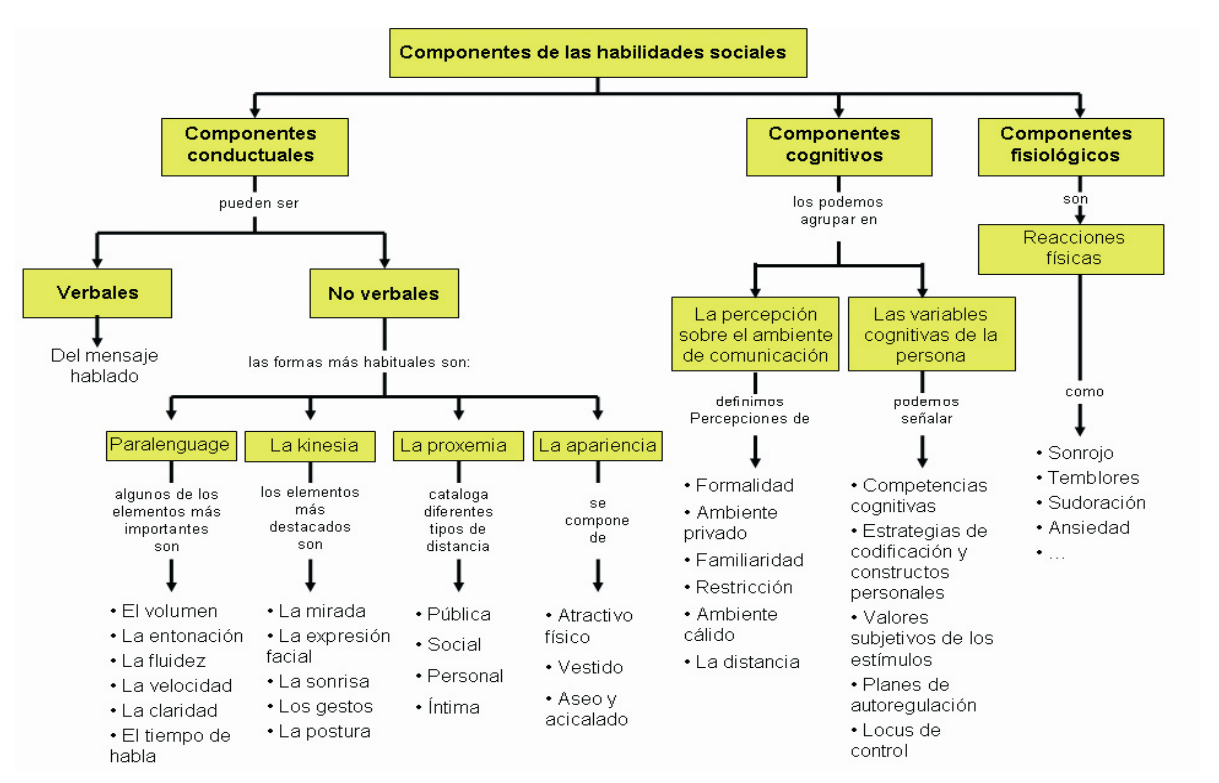 Componentes de las habilidades sociales
Componentes
conductuales
Componentes
cognitivos
Componentes
fisiológicos
pueden ser
los podemos
agrupar en
son
Reacciones
físicas
Verbales
No verbales
La percepción
sobre el ambiente
de comunicación
Las variables
cognitivas de la
persona
Del mensaje
hablado
las formas más habituales son:
definimos
Percepciones de
podemos
señalar
como
Paralenguage
La kinesia
La proxemia
La apariencia
algunos de los
elementos más
importantes
son
los elementos
más
destacados
son
cataloga
diferentes
tipos de
distancia
se
compone
de
• El volumen
• La entonación
• La fluidez
• La velocidad
• La claridad
• El tiempo de
habla
• La mirada
• La expresión
facial
• La sonrisa
• Los gestos
• La postura
• Pública
• Social
• Personal
• Íntima
• Atractivo
físico
• Vestido
• Aseo y
acicalado
• Formalidad
• Ambiente
privado
• Familiaridad
• Restricción
• Ambiente
cálido
• La distancia
• Competencias
cognitivas
• Estrategias de
codificación y
constructos
personales
• Valores
subjetivos de los
estímulos
• Planes de
autoregulación
• Locus de
control
• Sonrojo
• Temblores
• Sudoración
• Ansiedad
• ...